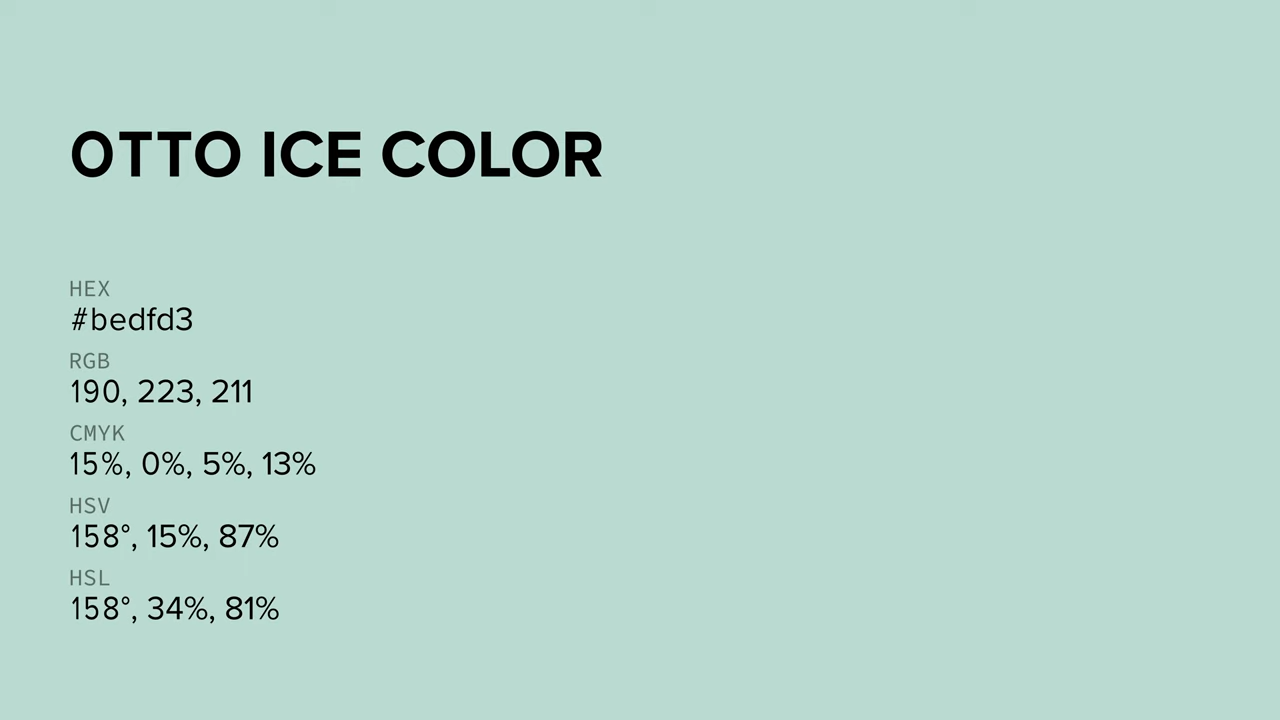 OTTO ICE COLOR
HEX
#bedfd3
RGB
190, 223, 211
CMYK
15%, 0%, 5%, 13%
HSV
158°, 15%, 87%
HSL
158°, 34%, 81%